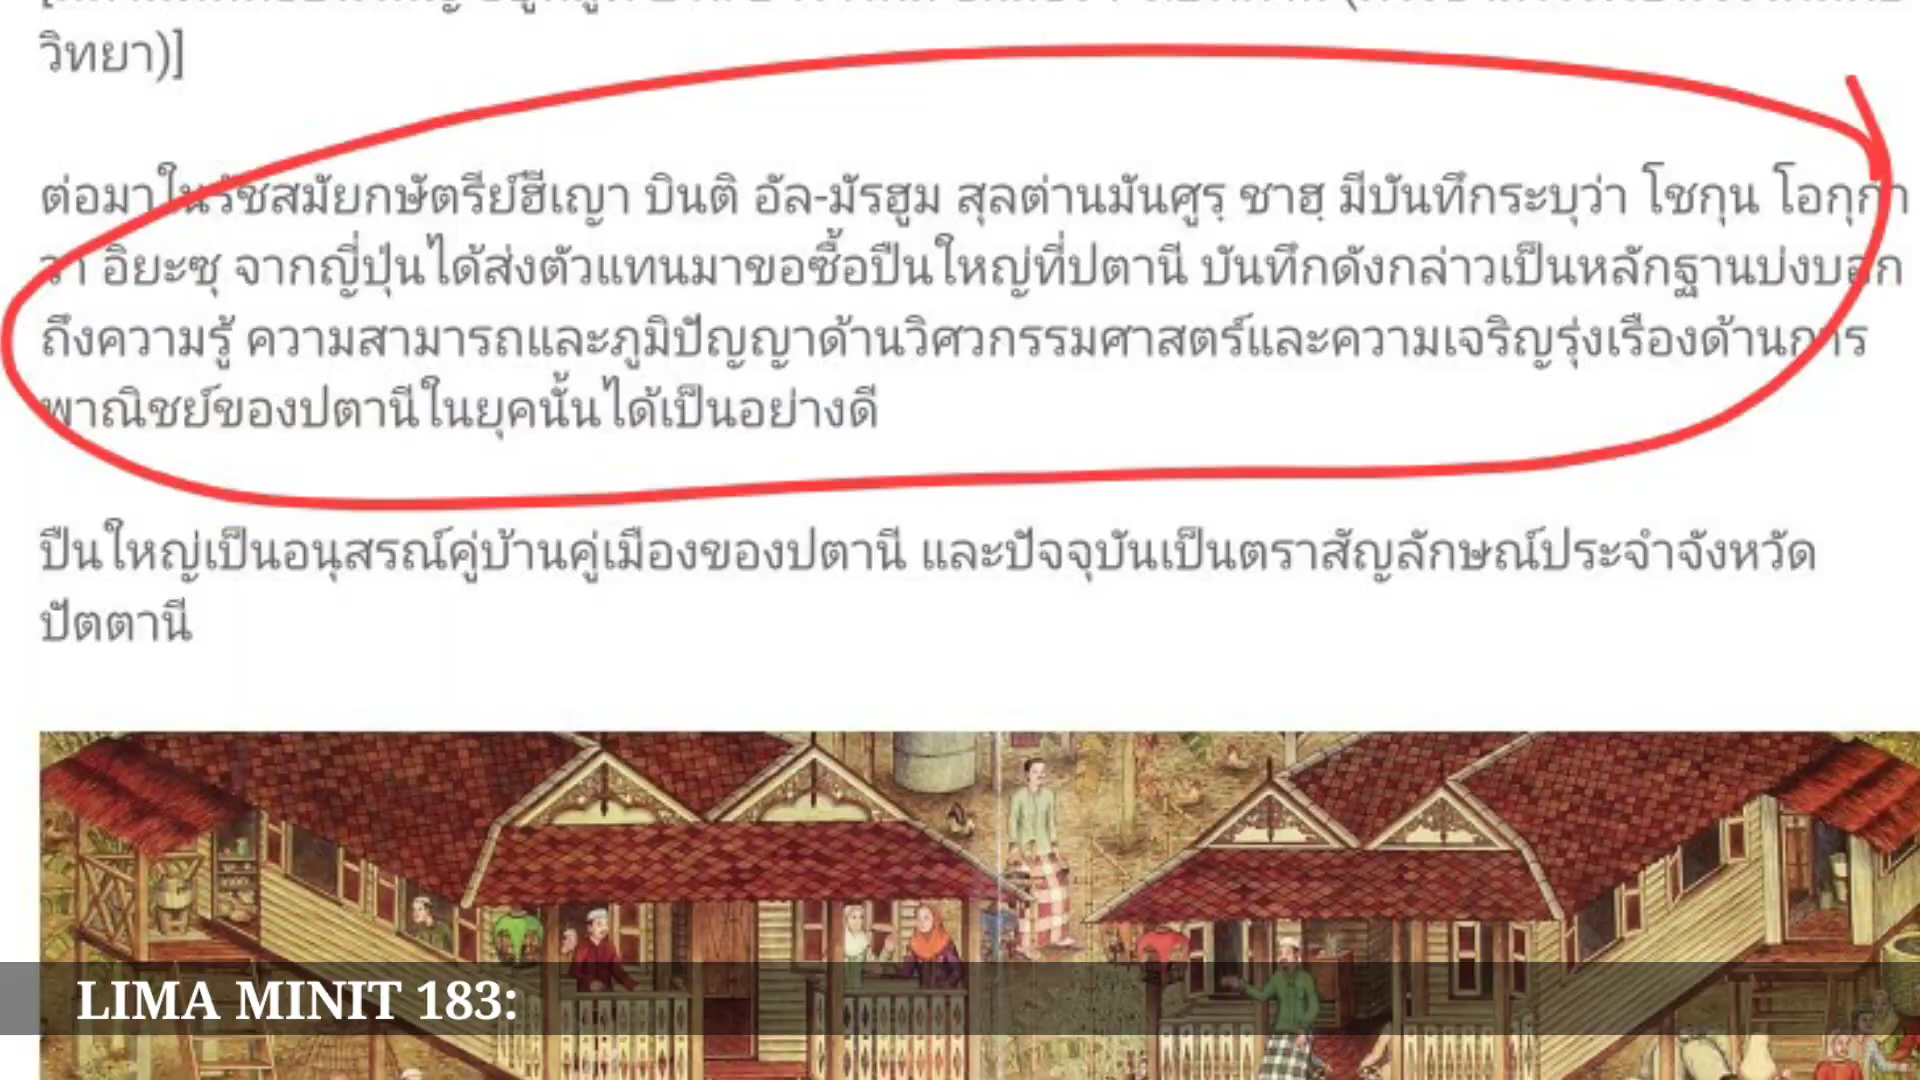 วิทยา)]
ต่อมาในรัชสมัยกษัตรีย์ฮีเญา บินติ อัล-มัรฮูม สุลต่านมันศูรฺ ชาฮฺ มีบันทึกระบุว่า โชกุน โอกุกา
วา อิยะซุ จากญี่ปุ่นได้ส่งตัวแทนมาขอซื้อปืนใหญ่ที่ปตานี บันทึกดังกล่าวเป็นหลักฐานบ่งบอก
ถึงความรู้ ความสามารถและภูมิปัญญาด้านวิศวกรรมศาสตร์และความเจริญรุ่งเรืองด้านการ
พาณิชย์ของปตานีในยุคนั้นได้เป็นอย่างดี
ปืนใหญ่เป็นอนุสรณ์คู่บ้านคู่เมืองของปตานี และปัจจุบันเป็นตราสัญลักษณ์ประจำจังหวัด
ปัตตานี
LIMA MINIT 183: